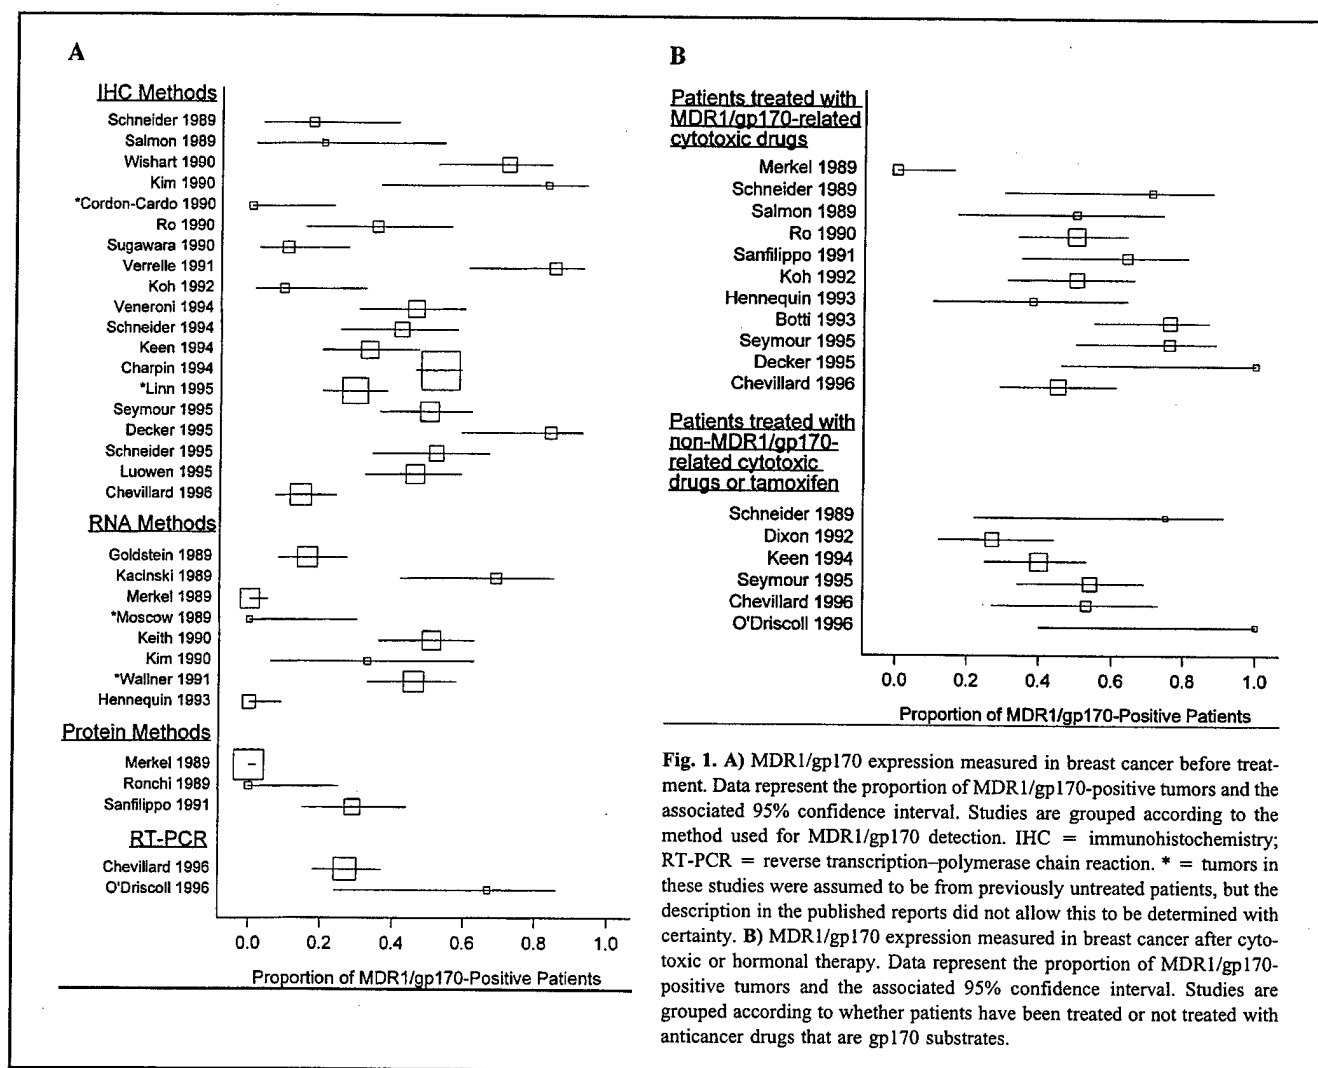 A
IHC Methods
Schneider 1989
Salmon 1989
Wishart 1990
Kim 1990
*Cordon-Cardo 1990
Ro 1990
Sugawara 1990
Verrelle 1991
Koh 1992
Veneroni 1994
Schneider 1994
Keen 1994
Charpin 1994
*Linn 1995
Seymour 1995
Decker 1995
Schneider 1995
Luowen 1995
Chevillard 1996
RNA Methods
Goldstein 1989
Kacinski 1989
Merkel 1989
*Moscow 1989
Keith 1990
Kim 1990
*Wallner 1991
Hennequin 1993
Protein Methods
Merkel 1989
Ronchi 1989
Sanfilippo 1991
RT-PCR
Chevillard 1996
O'Driscoll 1996
0.0 0.2 0.4 0.6 0.8 1.0
Proportion of MDR1/gp170-Positive Patients
B
Patients treated with
MDR1/gp170-related
cytotoxic drugs
Merkel 1989
Schneider 1989
Salmon 1989
Ro 1990
Sanfilippo 1991
Koh 1992
Hennequin 1993
Botti 1993
Seymour 1995
Decker 1995
Chevillard 1996
Patients treated with
non-MDR1/gp170-
related cytotoxic
drugs or tamoxifen
Schneider 1989
Dixon 1992
Keen 1994
Seymour 1995
Chevillard 1996
O'Driscoll 1996
0.0 0.2 0.4 0.6 0.8 1.0
Proportion of MDR1/gp170-Positive Patients
Fig. 1. A) MDR1/gp170 expression measured in breast cancer before treat-
ment. Data represent the proportion of MDR1/gp170-positive tumors and the
associated 95% confidence interval. Studies are grouped according to the
method used for MDR1/gp170 detection. IHC = immunohistochemistry;
RT-PCR = reverse transcription–polymerase chain reaction. * = tumors in
these studies were assumed to be from previously untreated patients, but the
description in the published reports did not allow this to be determined with
certainty. B) MDR1/gp170 expression measured in breast cancer after cyto-
toxic or hormonal therapy. Data represent the proportion of MDR1/gp170-
positive tumors and the associated 95% confidence interval. Studies are
grouped according to whether patients have been treated or not treated with
anticancer drugs that are gp170 substrates.